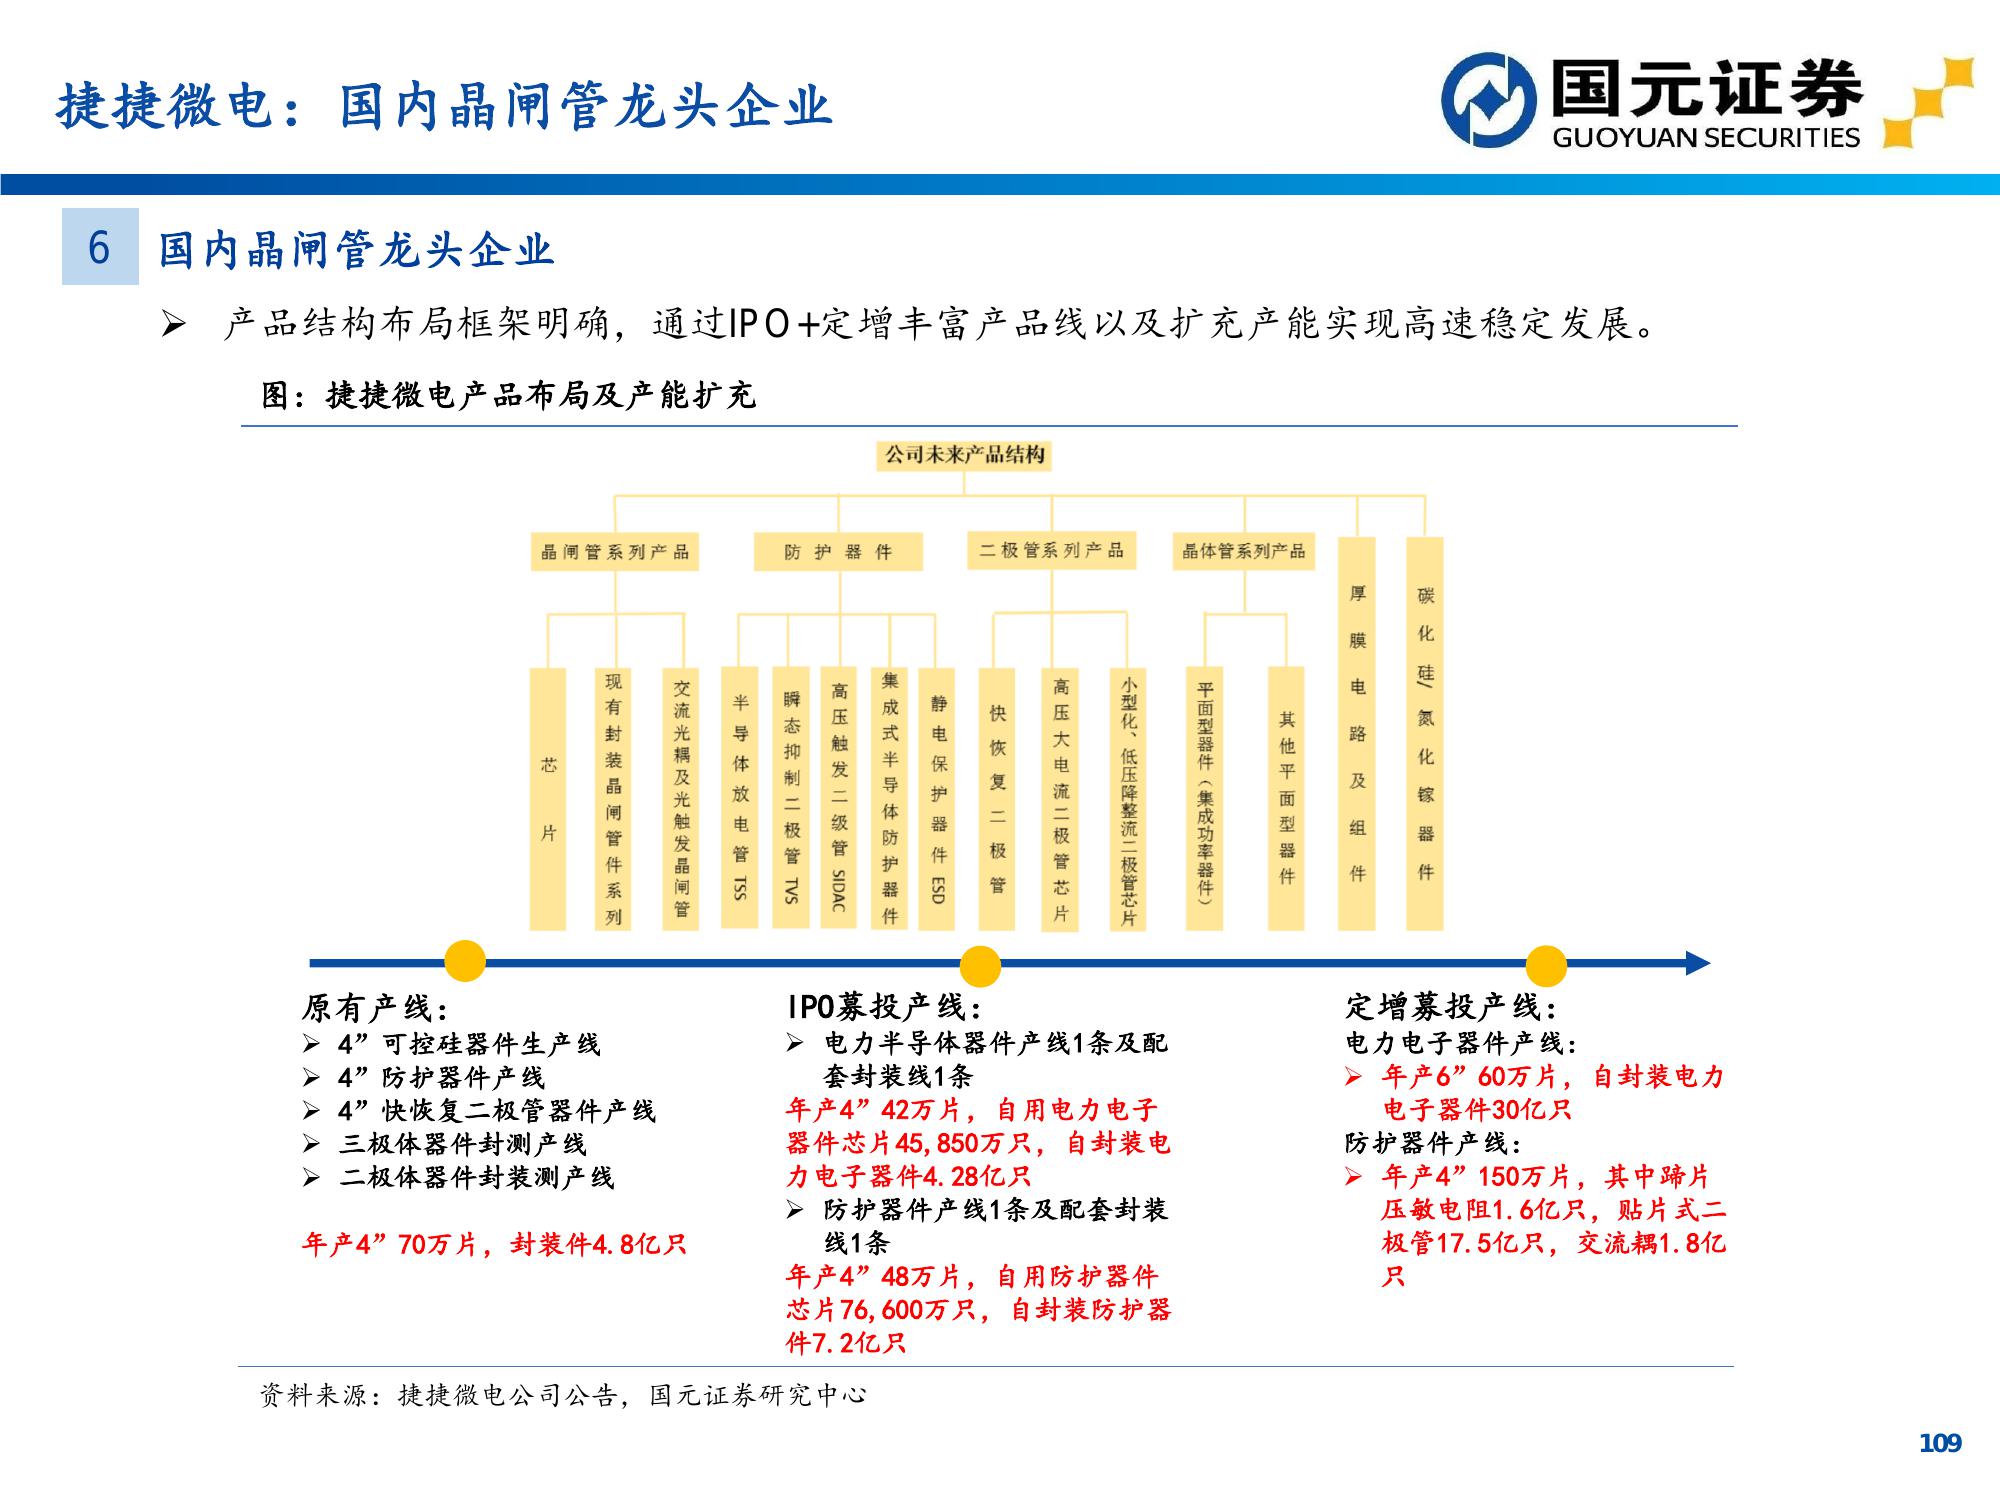 捷捷微电：国内晶闸管龙头企业
国元证券
GUOYUAN SECURITIES
6
国内晶闸管龙头企业
➢ 产品结构布局框架明确，通过IPO+定增丰富产品线以及扩充产能实现高速稳定发展。
图：捷捷微电产品布局及产能扩充
公司未来产品结构
晶闸管系列产品
防护器件
二极管系列产品
晶体管系列产品
厚膜电路及组件
碳化硅/氮化镓器件
芯片
现有封装晶闸管件系列
交流光耦及光触发晶闸管
半导体放电管TSS
瞬态抑制二极管TVS
高压触发二级管SIDAC
集成式半导体防护器件
静电保护器件ESD
快恢复二极管
高压大电流二极管芯片
小型化、低压降整流二极管芯片
平面型器件（集成功率器件）
其他平面型器件
原有产线：
➢ 4”可控硅器件生产线
➢ 4”防护器件产线
➢ 4”快恢复二极管器件产线
➢ 三极体器件封测产线
➢ 二极体器件封装测产线
年产4”70万片，封装件4.8亿只
IPO募投产线：
➢ 电力半导体器件产线1条及配
套封装线1条
年产4”42万片，自用电力电子
器件芯片45,850万只，自封装电
力电子器件4.28亿只
➢ 防护器件产线1条及配套封装
线1条
年产4”48万片，自用防护器件
芯片76,600万只，自封装防护器
件7.2亿只
定增募投产线：
电力电子器件产线：
➢ 年产6”60万片，自封装电力
电子器件30亿只
防护器件产线：
➢ 年产4”150万片，其中蹄片
压敏电阻1.6亿只，贴片式二
极管17.5亿只，交流耦1.8亿
只
资料来源：捷捷微电公司公告，国元证券研究中心
109